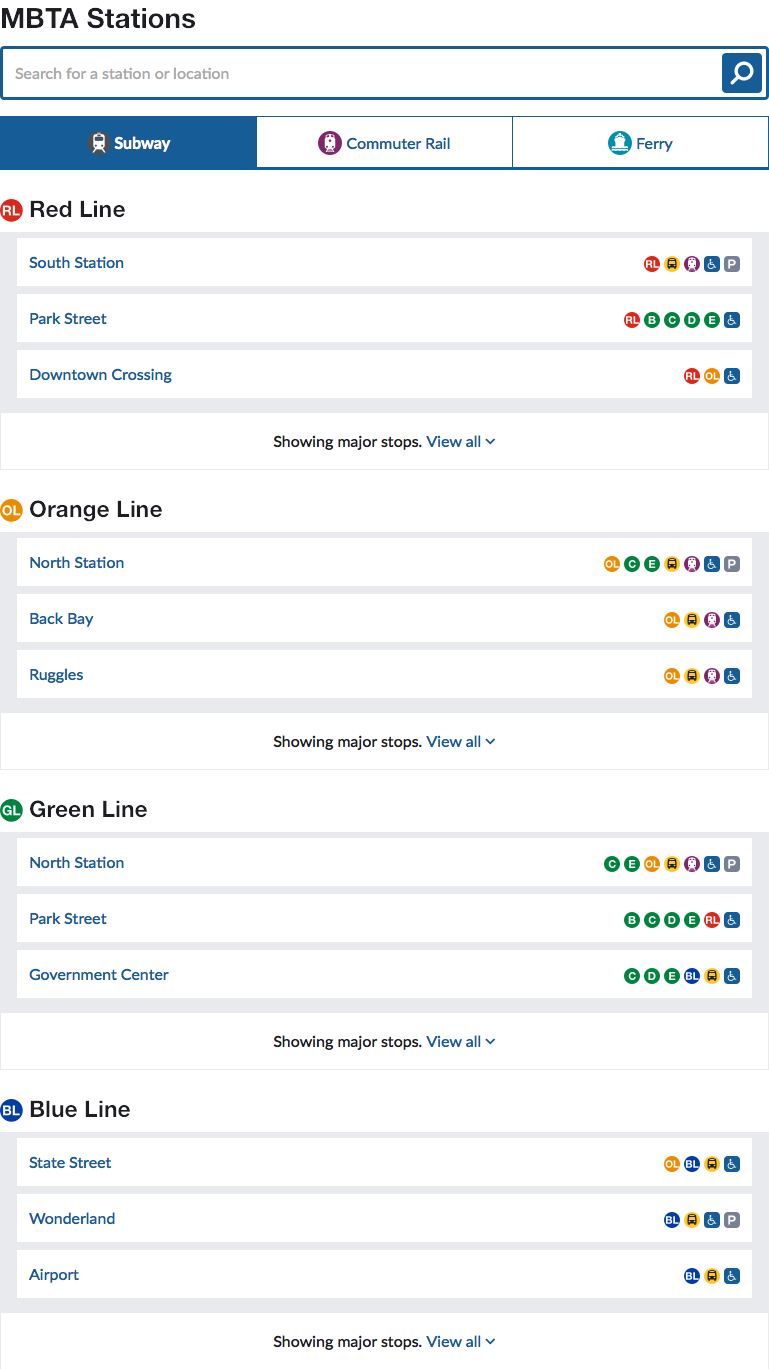 MBTA Stations
Search for a station or location
Subway Commuter Rail Ferry
RL Red Line
South Station RL P
Park Street RL B C D E
Downtown Crossing RL OL
Showing major stops. View all
OL Orange Line
North Station OL C E P
Back Bay OL
Ruggles OL
Showing major stops. View all
GL Green Line
North Station C E OL P
Park Street B C D E RL
Government Center C D E BL
Showing major stops. View all
BL Blue Line
State Street OL BL
Wonderland BL P
Airport BL
Showing major stops. View all